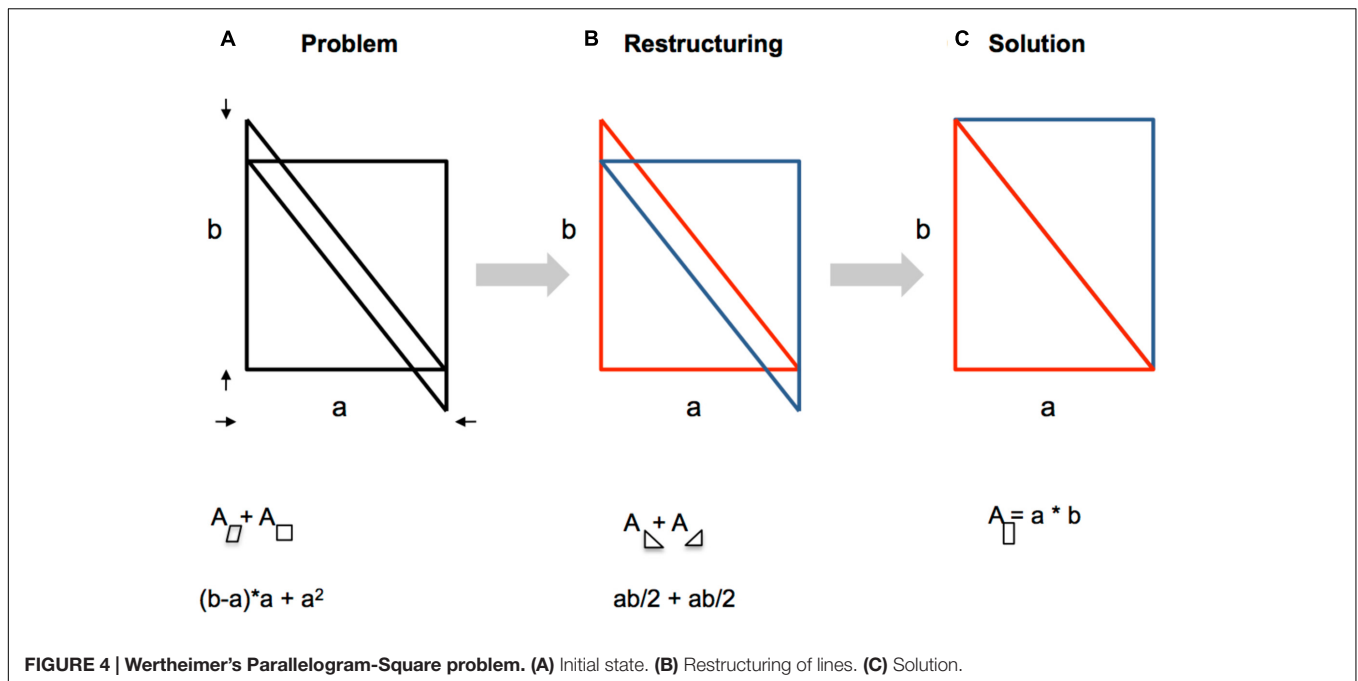 A Problem
B Restructuring
C Solution
b
a
b
a
b
a
A + A
(b-a)*a + a²
A + A
ab/2 + ab/2
A = a * b
FIGURE 4 | Wertheimer's Parallelogram-Square problem. (A) Initial state. (B) Restructuring of lines. (C) Solution.